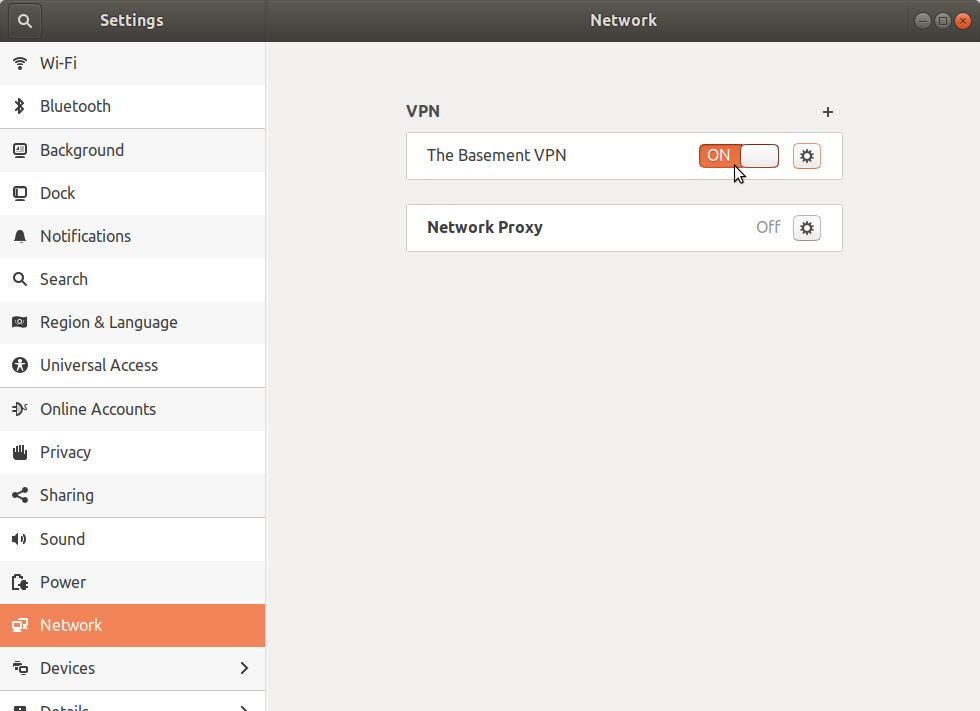 Settings
Network
Wi-Fi
Bluetooth
Background
Dock
Notifications
Search
Region & Language
Universal Access
Online Accounts
Privacy
Sharing
Sound
Power
Network
Devices
Details
VPN
The Basement VPN
ON
Network Proxy
Off